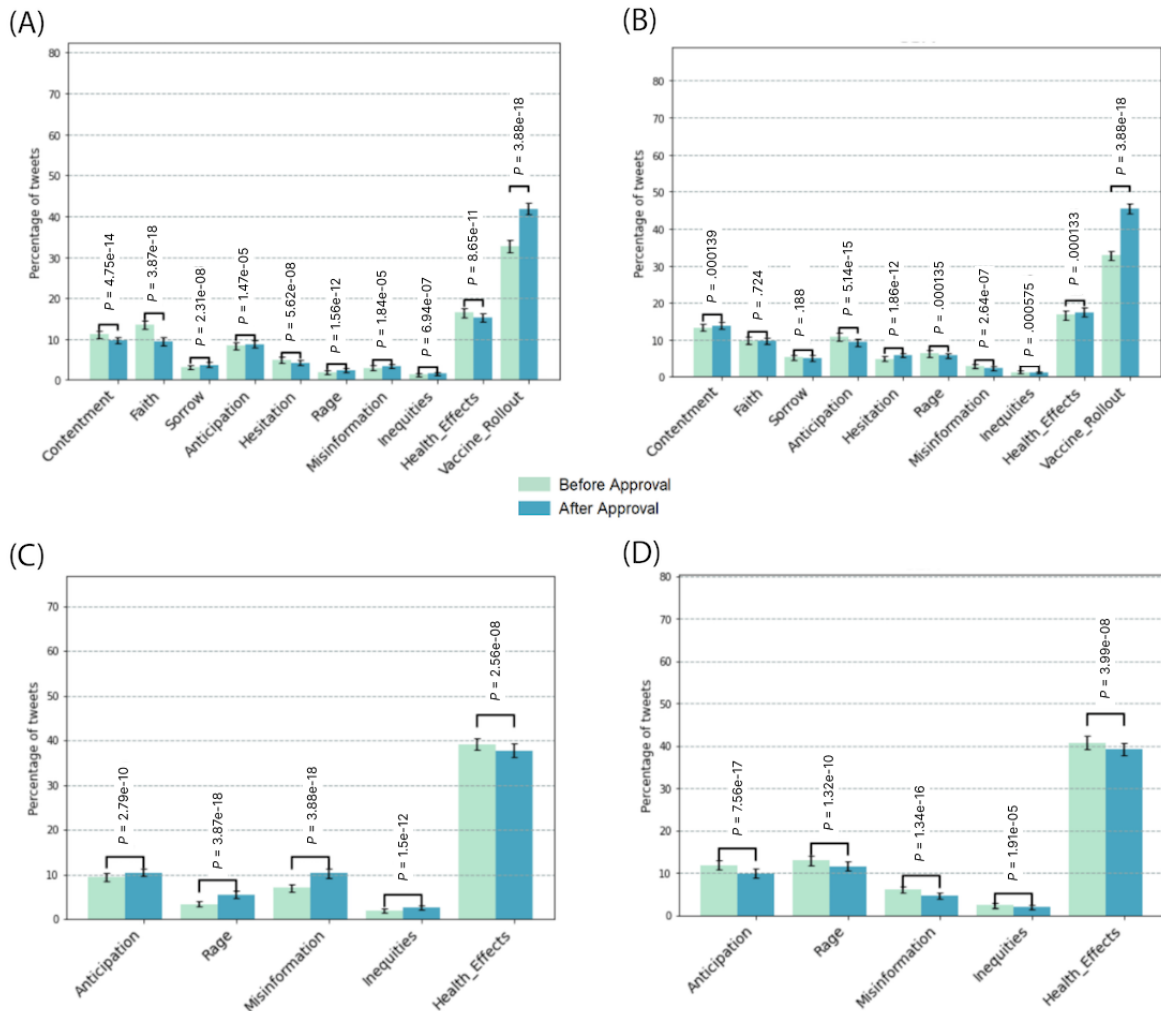 (A)
Percentage of tweets
80
70
60
50
40
30
20
10
0
P = 4.75e-14
P = 3.87e-18
P = 2.31e-08
P = 1.47e-05
P = 5.62e-08
P = 1.56e-12
P = 1.84e-05
P = 6.94e-07
P = 8.65e-11
P = 3.88e-18
Contentment
Faith
Sorrow
Anticipation
Hesitation
Rage
Misinformation
Inequities
Health_Effects
Vaccine_Rollout
(B)
Percentage of tweets
80
70
60
50
40
30
20
10
0
P = .000139
P = .724
P = .188
P = 5.14e-15
P = 1.86e-12
P = .000135
P = 2.64e-07
P = .000575
P = .000133
P = 3.88e-18
Contentment
Faith
Sorrow
Anticipation
Hesitation
Rage
Misinformation
Inequities
Health_Effects
Vaccine_Rollout
Before Approval
After Approval
(C)
Percentage of tweets
70
60
50
40
30
20
10
0
P = 2.79e-10
P = 3.87e-18
P = 3.88e-18
P = 1.5e-12
P = 2.56e-08
Anticipation
Rage
Misinformation
Inequities
Health_Effects
(D)
Percentage of tweets
80
70
60
50
40
30
20
10
0
P = 7.56e-17
P = 1.32e-10
P = 1.34e-16
P = 1.91e-05
P = 3.99e-08
Anticipation
Rage
Misinformation
Inequities
Health_Effects